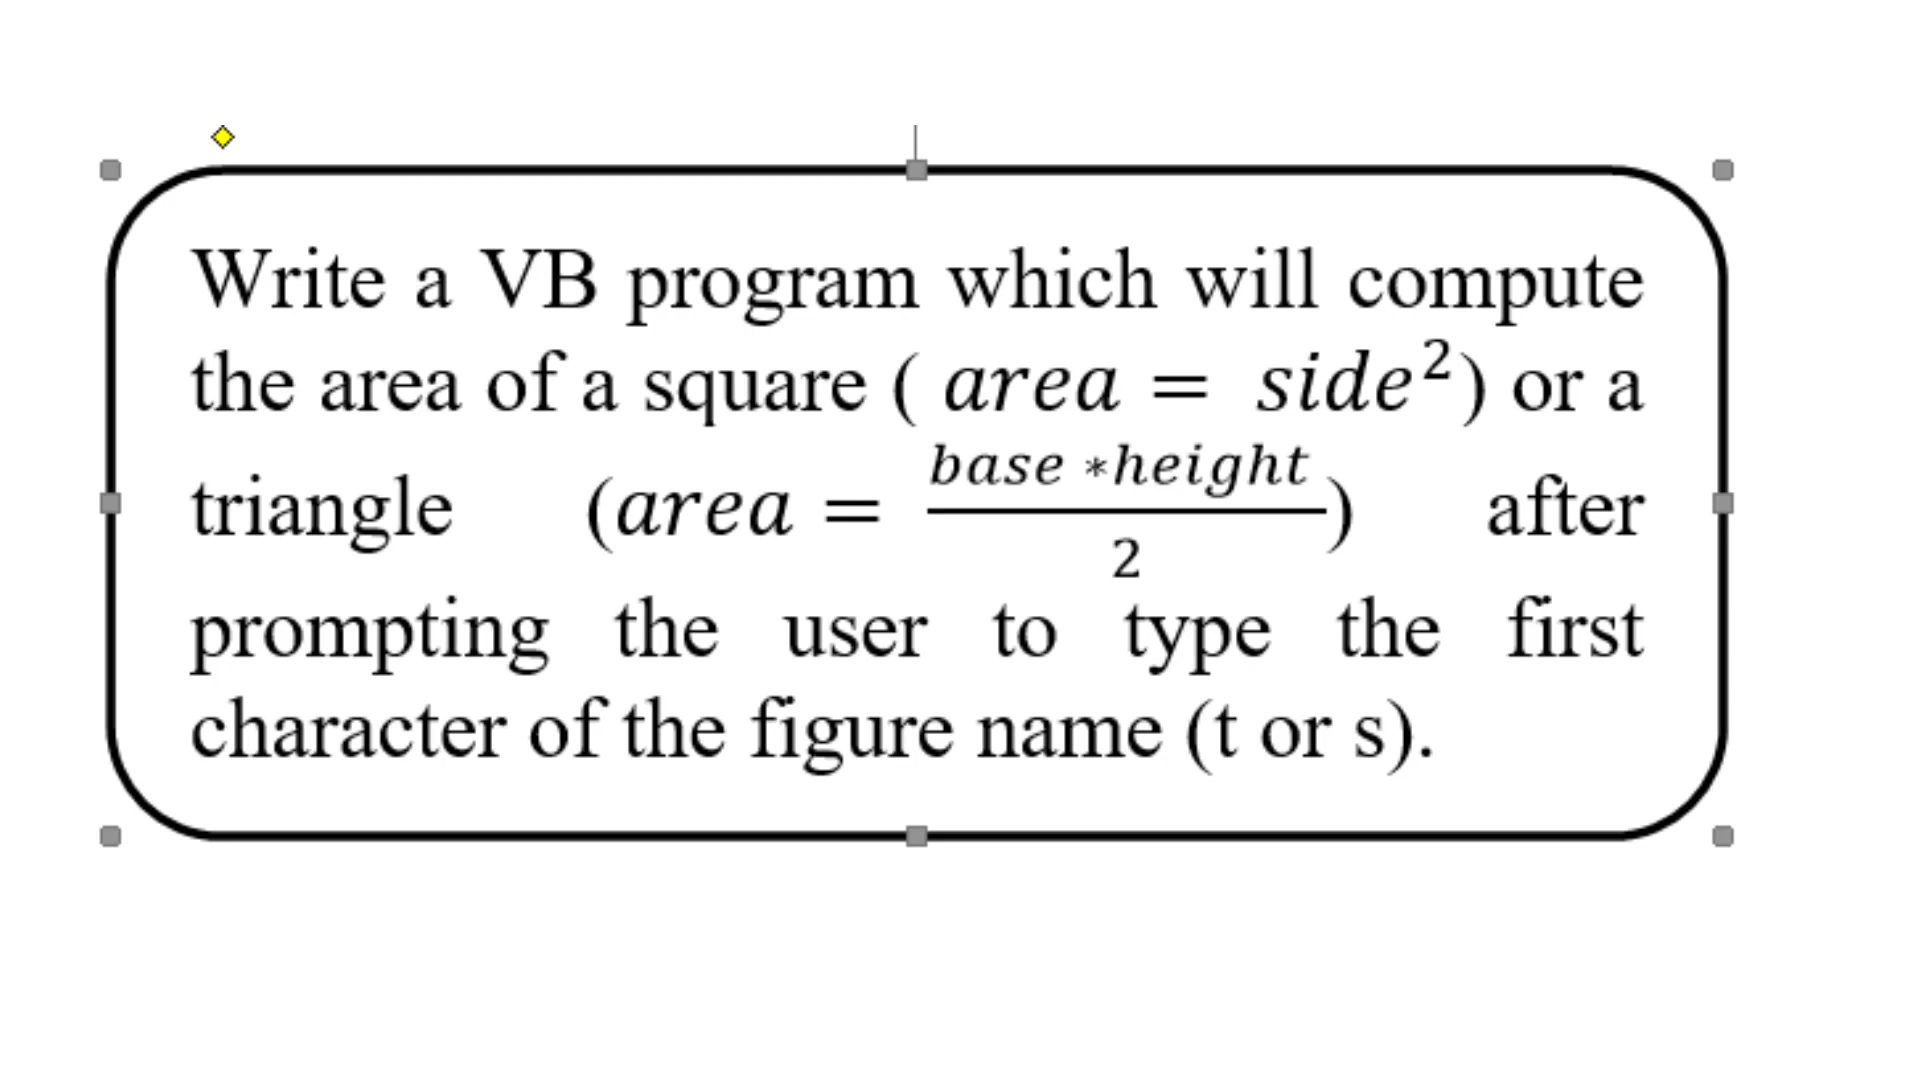 Write a VB program which will compute
the area of a square ( area = side²) or a
triangle (area = base *height / 2) after
prompting the user to type the first
character of the figure name (t or s).